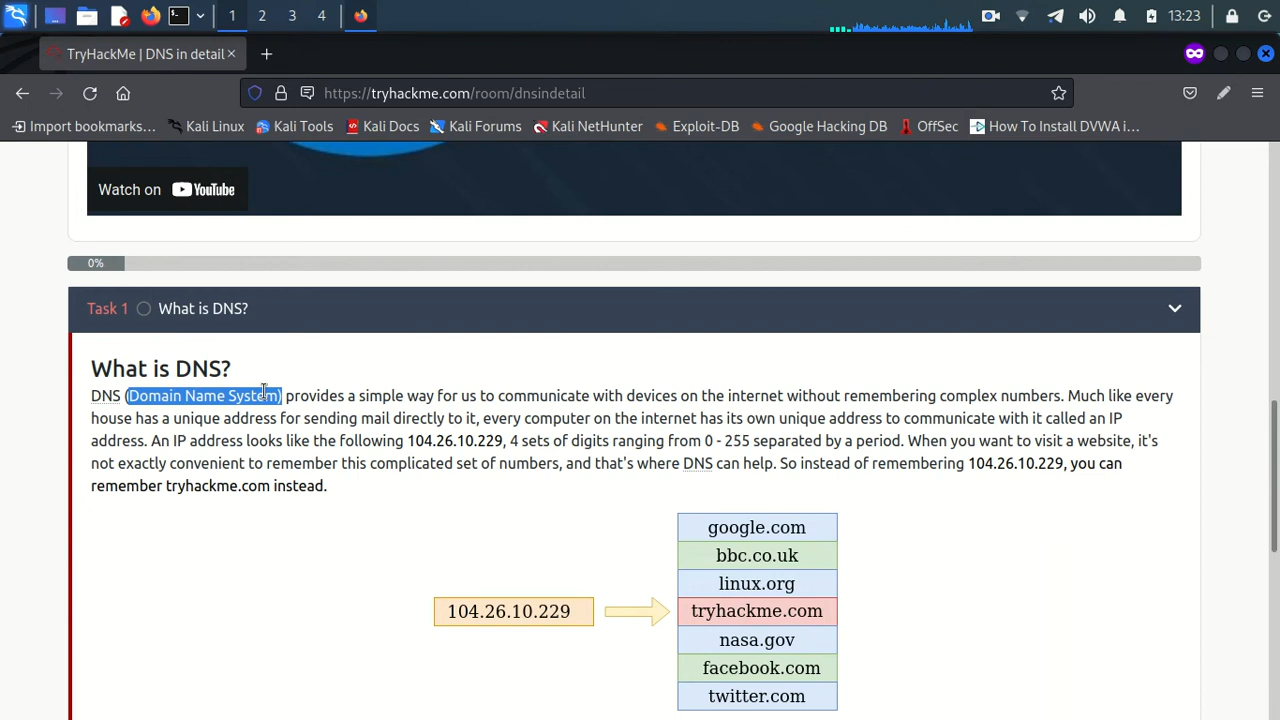 1 2 3 4 13:23
TryHackMe | DNS in detail
https://tryhackme.com/room/dnsindetail
Import bookmarks... Kali Linux Kali Tools Kali Docs Kali Forums Kali NetHunter Exploit-DB Google Hacking DB OffSec How To Install DVWA i...
Watch on YouTube
0%
Task 1 What is DNS?
What is DNS?
DNS (Domain Name System) provides a simple way for us to communicate with devices on the internet without remembering complex numbers. Much like every
house has a unique address for sending mail directly to it, every computer on the internet has its own unique address to communicate with it called an IP
address. An IP address looks like the following 104.26.10.229, 4 sets of digits ranging from 0 - 255 separated by a period. When you want to visit a website, it's
not exactly convenient to remember this complicated set of numbers, and that's where DNS can help. So instead of remembering 104.26.10.229, you can
remember tryhackme.com instead.
google.com
bbc.co.uk
linux.org
104.26.10.229 tryhackme.com
nasa.gov
facebook.com
twitter.com